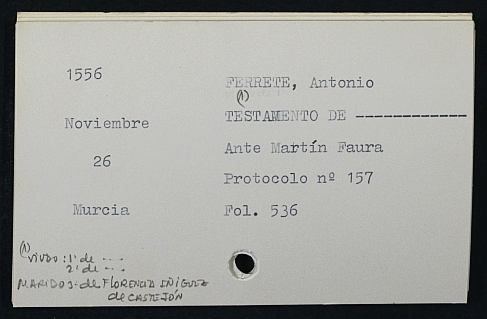 1556
FERRETE, Antonio
(1)
Noviembre
TESTAMENTO DE ------------
26
Ante Martín Faura
Protocolo nº 157
Murcia
Fol. 536
(1) VIUDO: 1º de ---
2º de ---
MARIDO 3º de FLORENCIA IÑIGUEZ
de CASTEJÓN